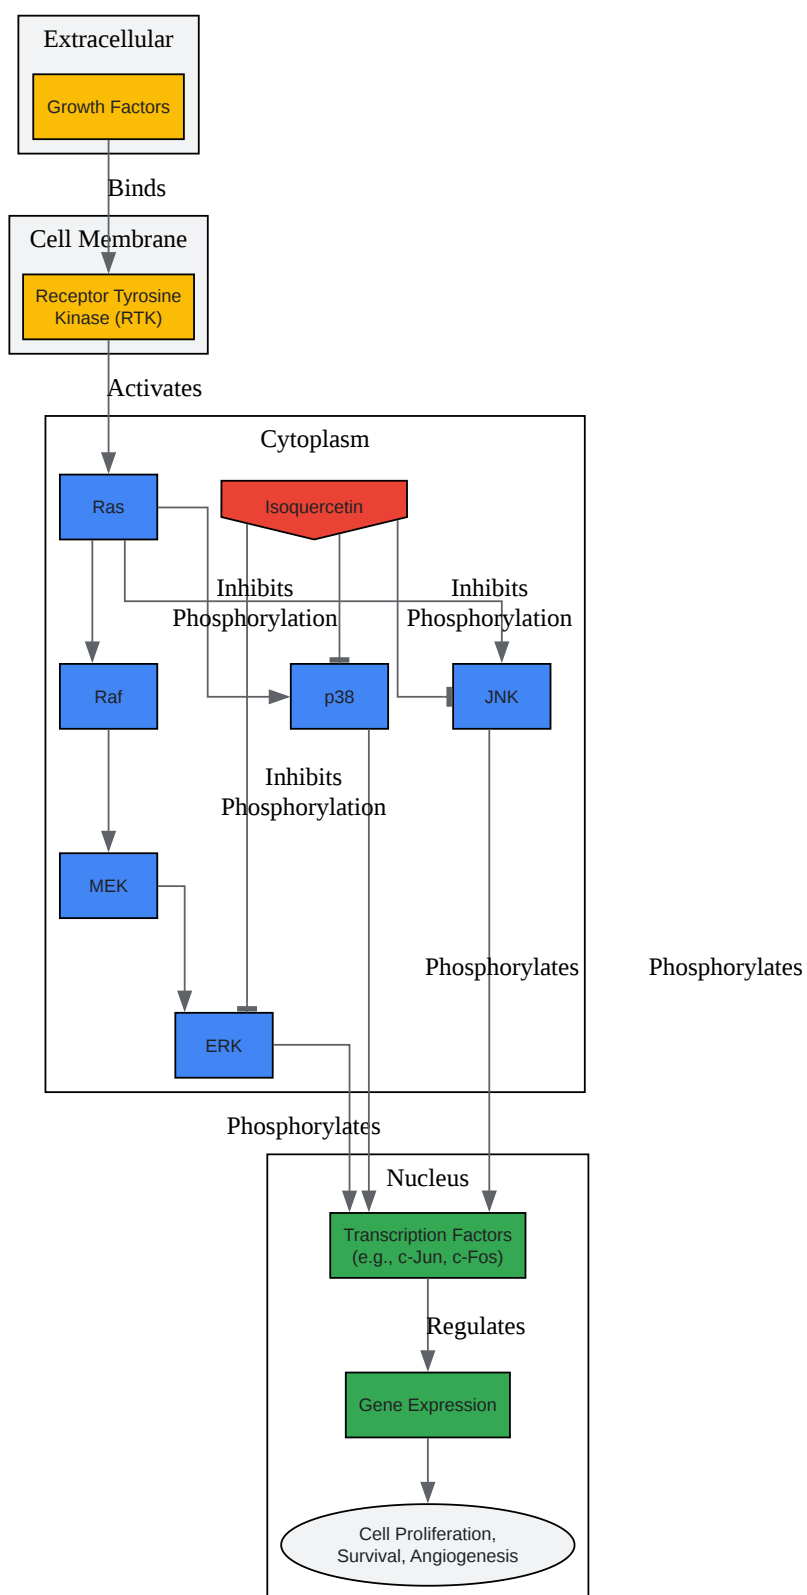 Extracellular
Growth Factors
Binds
Cell Membrane
Receptor Tyrosine
Kinase (RTK)
Activates
Cytoplasm
Ras
Isoquercetin
Inhibits
Phosphorylation
Inhibits
Phosphorylation
Raf
p38
JNK
Inhibits
Phosphorylation
MEK
Phosphorylates
Phosphorylates
ERK
Phosphorylates
Nucleus
Transcription Factors
(e.g., c-Jun, c-Fos)
Regulates
Gene Expression
Cell Proliferation,
Survival, Angiogenesis